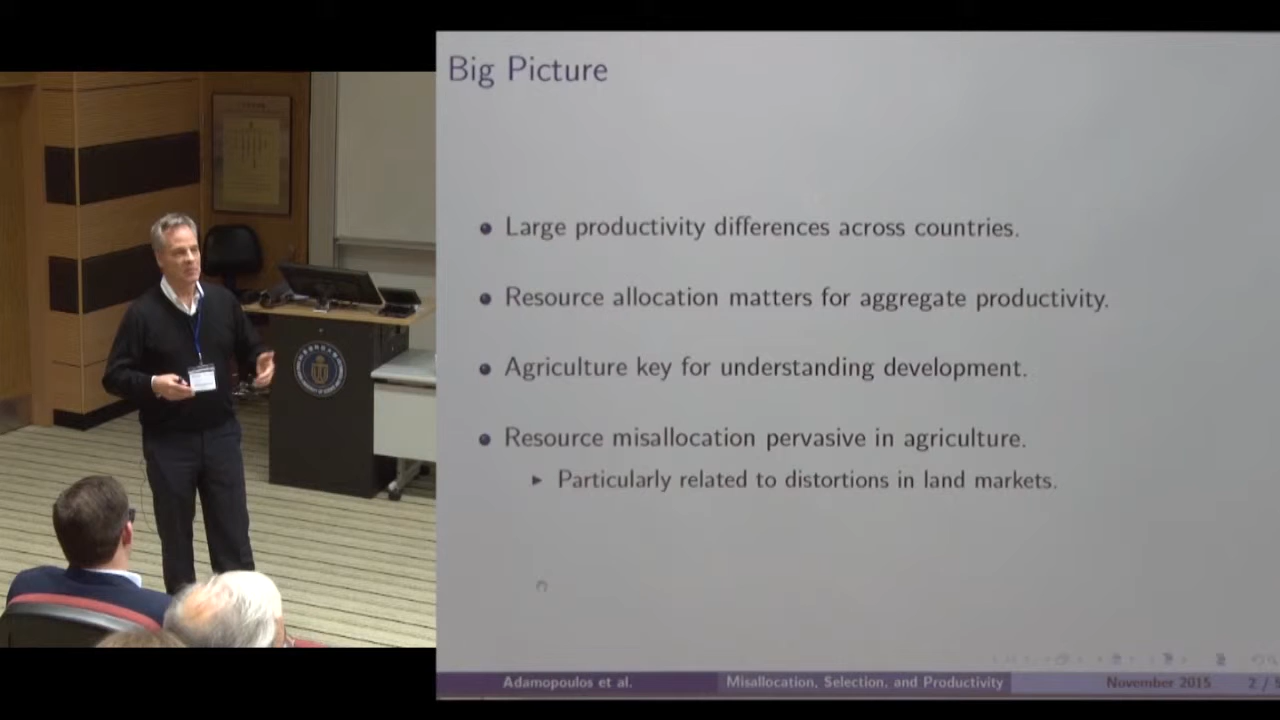 Big Picture
Large productivity differences across countries.
Resource allocation matters for aggregate productivity.
Agriculture key for understanding development.
Resource misallocation pervasive in agriculture.
Particularly related to distortions in land markets.
Adamopoulos et al. Misallocation, Selection, and Productivity November 2015 2 /